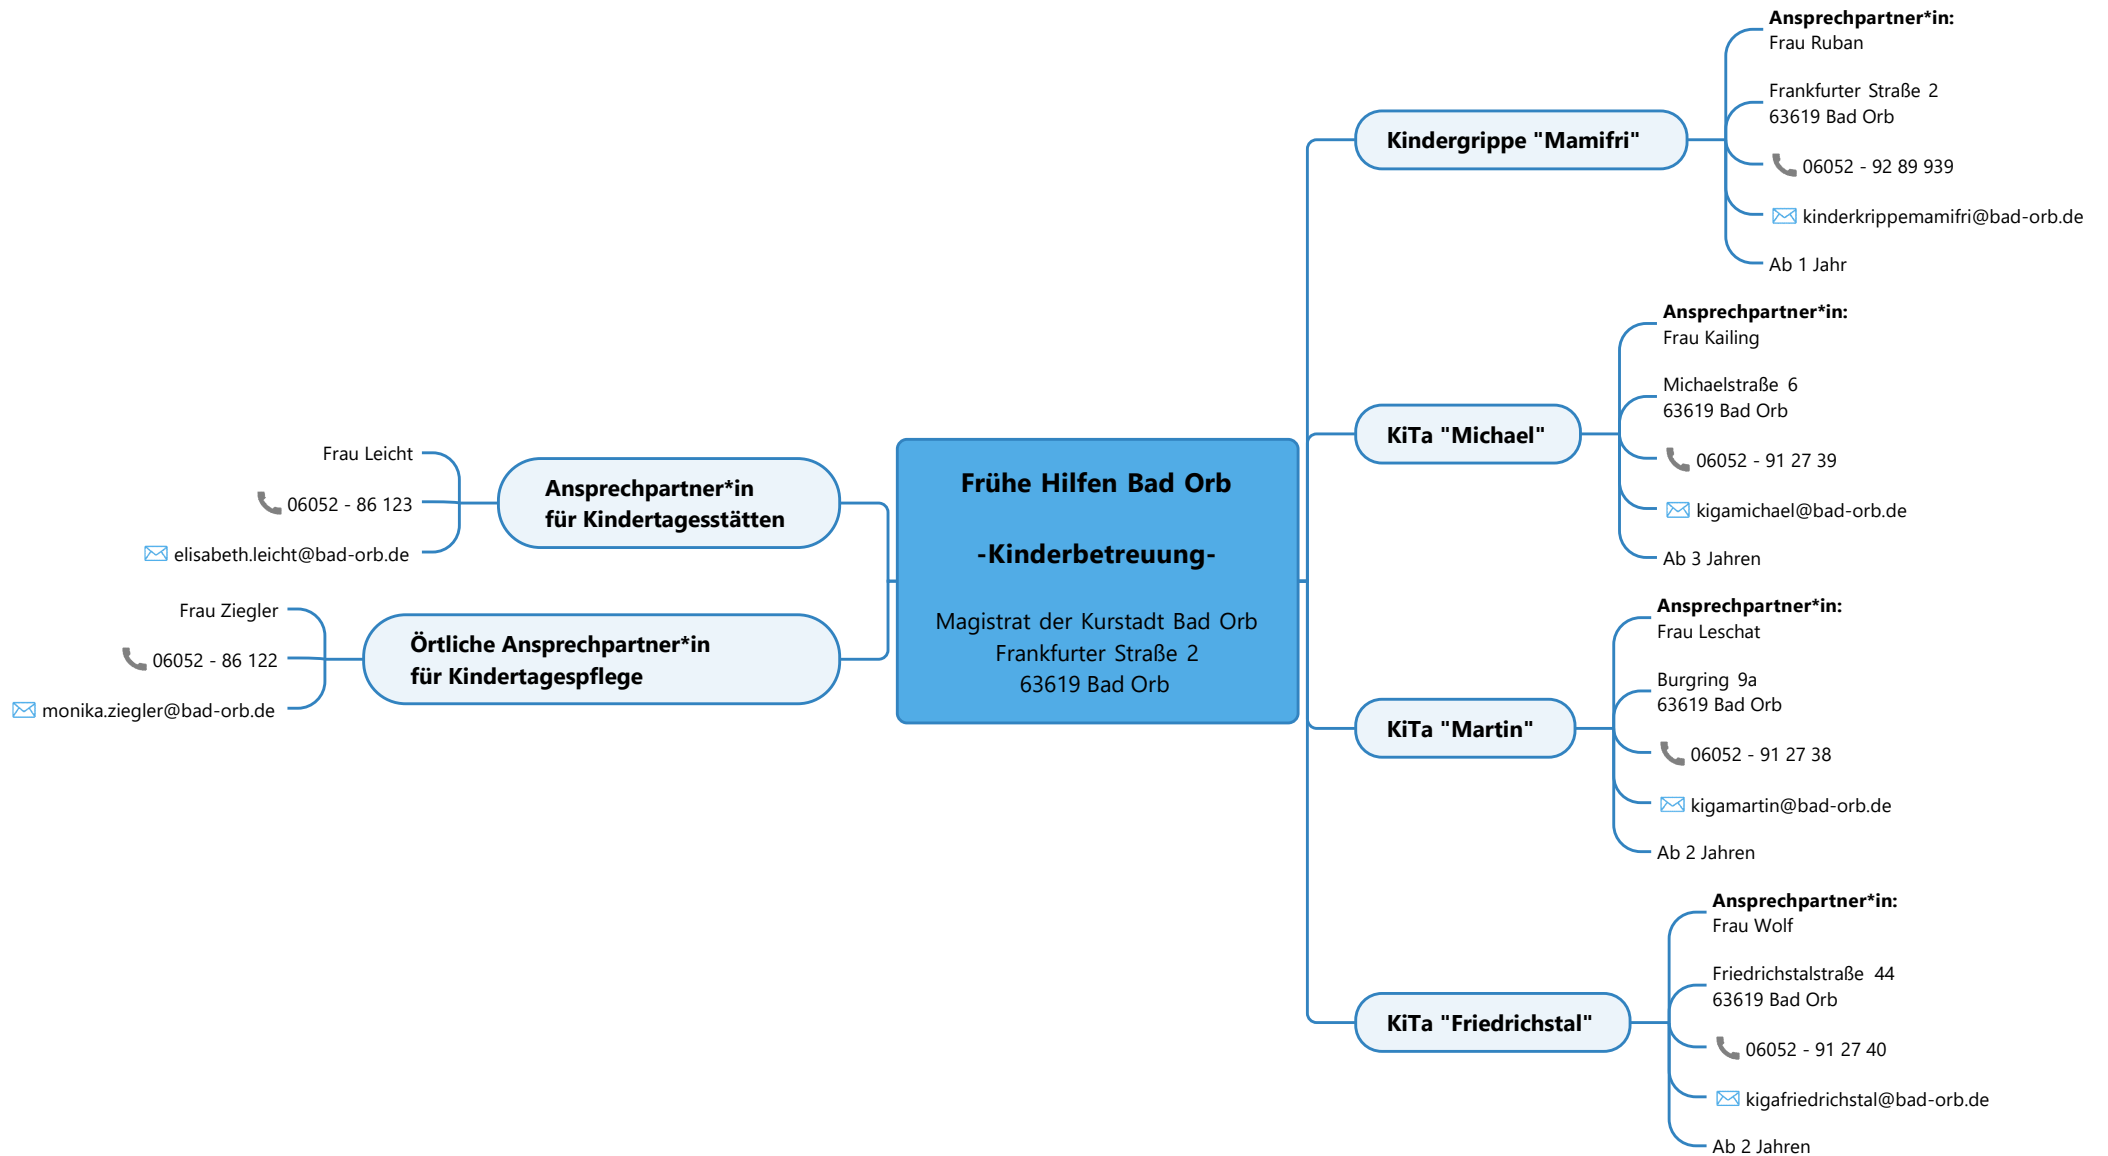 Frühe Hilfen Bad Orb
-Kinderbetreuung-
Magistrat der Kurstadt Bad Orb
Frankfurter Straße 2
63619 Bad Orb
Kindergrippe "Mamifri"
Ansprechpartner*in:
Frau Ruban
Frankfurter Straße 2
63619 Bad Orb
06052 - 92 89 939
kinderkrippemamifri@bad-orb.de
Ab 1 Jahr
KiTa "Michael"
Ansprechpartner*in:
Frau Kailing
Michaelstraße 6
63619 Bad Orb
06052 - 91 27 39
kigamichael@bad-orb.de
Ab 3 Jahren
KiTa "Martin"
Ansprechpartner*in:
Frau Leschat
Burgring 9a
63619 Bad Orb
06052 - 91 27 38
kigamartin@bad-orb.de
Ab 2 Jahren
KiTa "Friedrichstal"
Ansprechpartner*in:
Frau Wolf
Friedrichstalstraße 44
63619 Bad Orb
06052 - 91 27 40
kigafriedrichstal@bad-orb.de
Ab 2 Jahren
Ansprechpartner*in
für Kindertagesstätten
Frau Leicht
06052 - 86 123
elisabeth.leicht@bad-orb.de
Örtliche Ansprechpartner*in
für Kindertagespflege
Frau Ziegler
06052 - 86 122
monika.ziegler@bad-orb.de